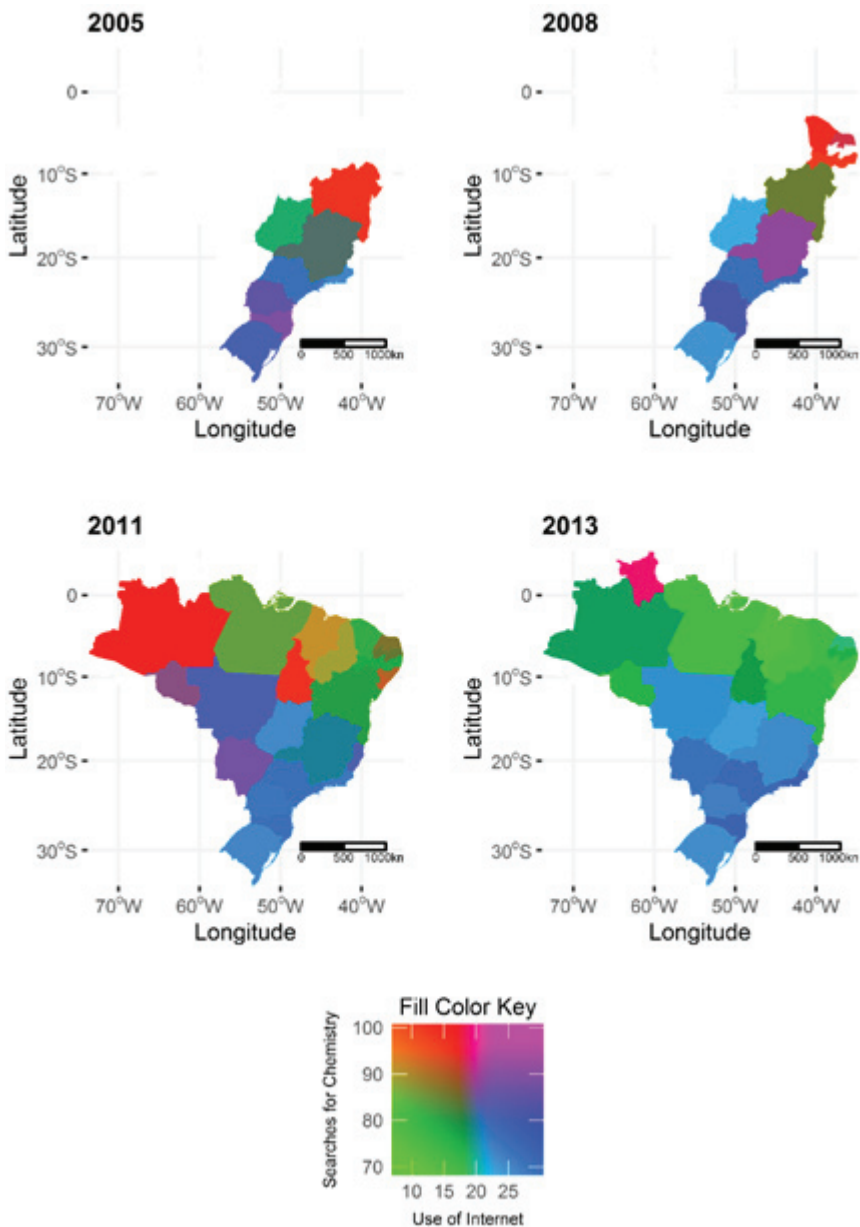 2005
2008
0
10°S
20°S
30°S
Latitude
0 500 1000km
70°W 60°W 50°W 40°W
Longitude
0
10°S
20°S
30°S
Latitude
0 500 1000km
70°W 60°W 50°W 40°W
Longitude
2011
2013
0
10°S
20°S
30°S
Latitude
0 500 1000km
70°W 60°W 50°W 40°W
Longitude
0
10°S
20°S
30°S
Latitude
0 500 1000km
70°W 60°W 50°W 40°W
Longitude
Fill Color Key
Searches for Chemistry
100
90
80
70
10 15 20 25
Use of Internet